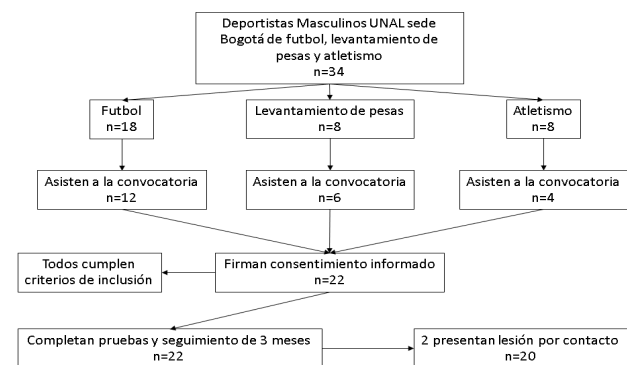 Deportistas Masculinos UNAL sede
Bogotá de futbol, levantamiento de
pesas y atletismo
n=34
Futbol
n=18
Levantamiento de pesas
n=8
Atletismo
n=8
Asisten a la convocatoria
n=12
Asisten a la convocatoria
n=6
Asisten a la convocatoria
n=4
Todos cumplen
criterios de inclusión
Firman consentimiento informado
n=22
Completan pruebas y seguimiento de 3 meses
n=22
2 presentan lesión por contacto
n=20